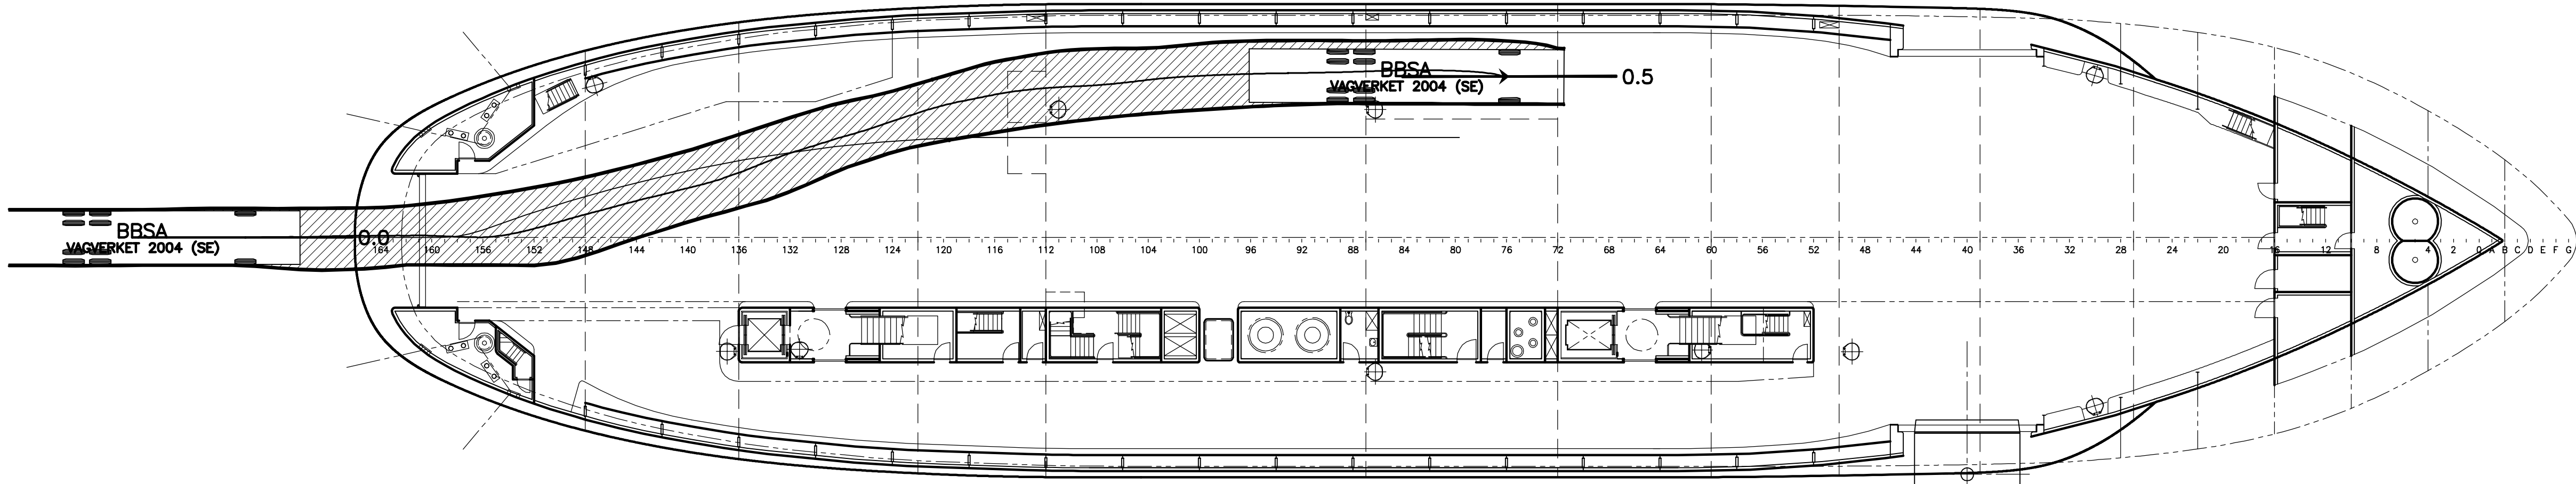 BBSA
VAGVERKET 2004 (SE)
0.5
BBSA
VAGVERKET 2004 (SE)
0.0
164 160 156 152 148 144 140 136 132 128 124 120 116 112 108 104 100 96 92 88 84 80 76 72 68 64 60 56 52 48 44 40 36 32 28 24 20 16 12 8 4 2 0 A B C D E F G